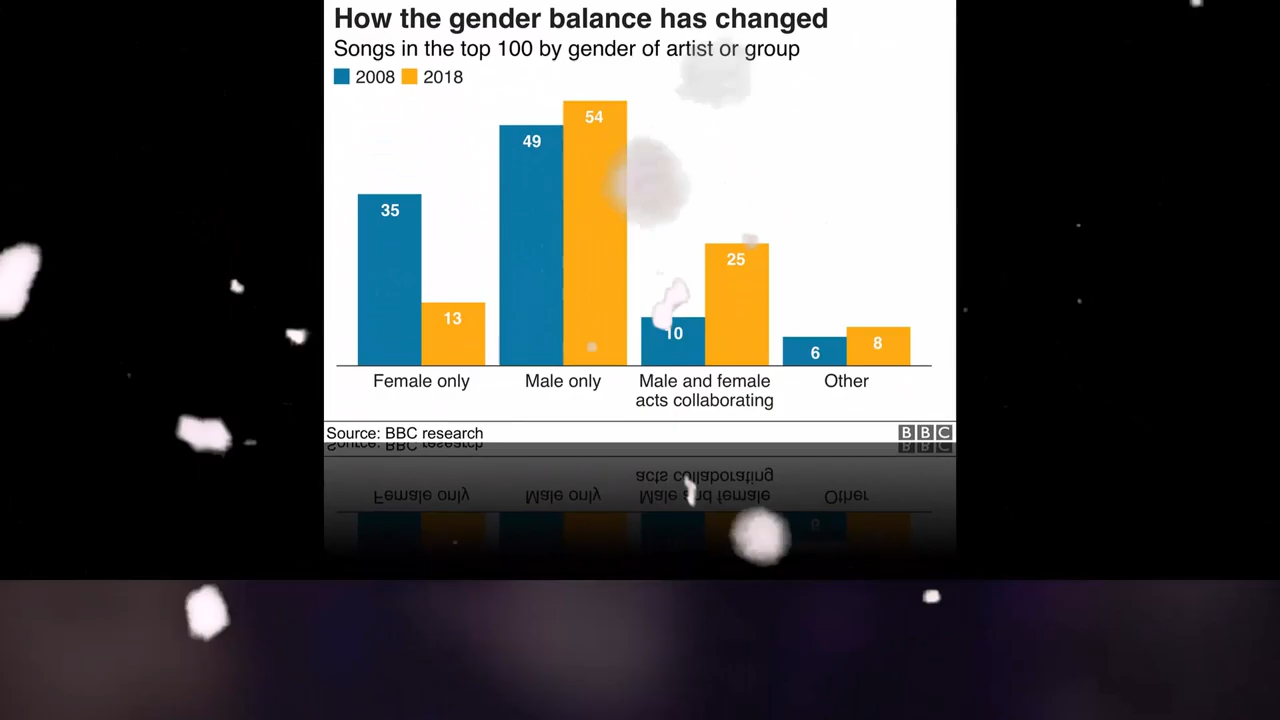 How the gender balance has changed
Songs in the top 100 by gender of artist or group
2008 2018
54
49
35
25
13
10
8
6
Female only
Male only
Male and female
acts collaborating
Other
Source: BBC research
BBC